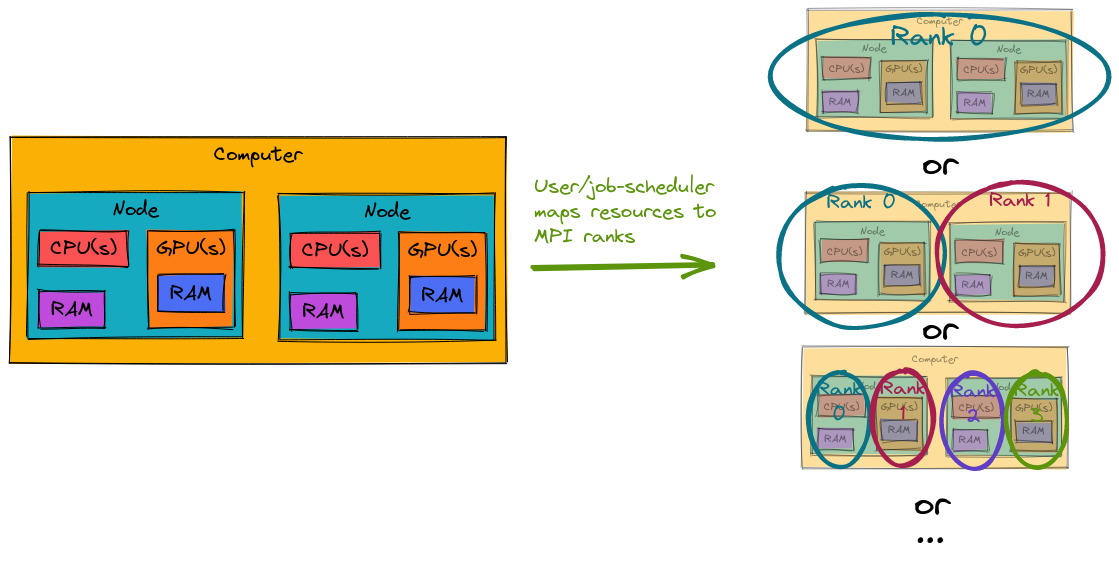 Computer
Node
CPU(s)
GPU(s)
RAM
RAM
Node
CPU(s)
GPU(s)
RAM
RAM
User/job-scheduler
maps resources to
MPI ranks
Computer
Rank 0
Node
Node
CPU(s)
GPU(s)
RAM
RAM
CPU(s)
GPU(s)
RAM
RAM
or
Rank 0
Computer
Rank 1
Node
Node
CPU(s)
GPU(s)
RAM
RAM
CPU(s)
GPU(s)
RAM
RAM
or
Computer
Node
Node
Rank
0
Rank
1
Rank
2
Rank
3
CPU(s)
GPU(s)
RAM
RAM
CPU(s)
GPU(s)
RAM
RAM
or
...